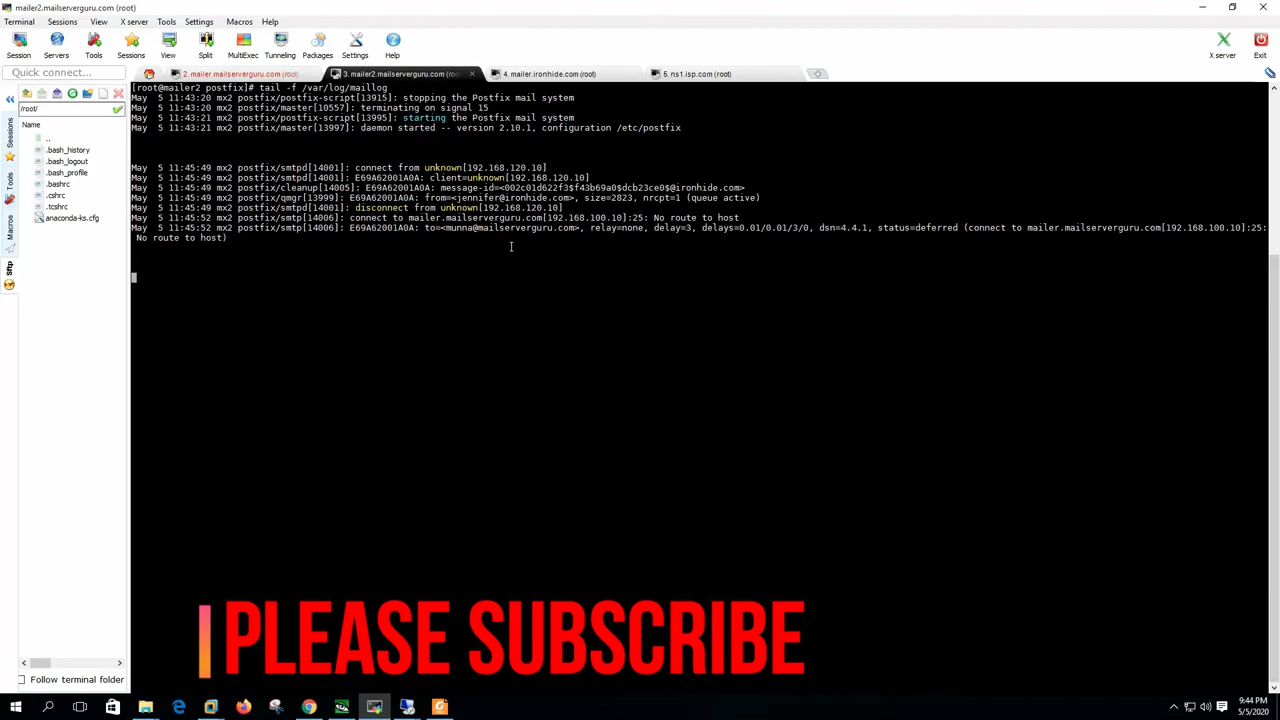 mailer2.mailserverguru.com (root)
Terminal Sessions View X server Tools Settings Macros Help
Session Servers Tools Sessions View Split MultiExec Tunneling Packages Settings Help X server Exit
Quick connect...
2. mailer.mailserverguru.com (root)
3. mailer2.mailserverguru.com (roo
4. mailer.ironhide.com (root)
5. ns1.isp.com (root)
/root/
Name
..
.bash_history
.bash_logout
.bash_profile
.bashrc
.cshrc
.tcshrc
anaconda-ks.cfg
Sessions
Tools
Macros
Sftp
[root@mailer2 postfix]# tail -f /var/log/maillog
May  5 11:43:20 mx2 postfix/postfix-script[13915]: stopping the Postfix mail system
May  5 11:43:20 mx2 postfix/master[10557]: terminating on signal 15
May  5 11:43:21 mx2 postfix/postfix-script[13995]: starting the Postfix mail system
May  5 11:43:21 mx2 postfix/master[13997]: daemon started -- version 2.10.1, configuration /etc/postfix
May  5 11:45:49 mx2 postfix/smtpd[14001]: connect from unknown[192.168.120.10]
May  5 11:45:49 mx2 postfix/smtpd[14001]: E69A62001A0A: client=unknown[192.168.120.10]
May  5 11:45:49 mx2 postfix/cleanup[14005]: E69A62001A0A: message-id=<002c01d622f3$f43b69a0$dcb23ce0$@ironhide.com>
May  5 11:45:49 mx2 postfix/qmgr[13999]: E69A62001A0A: from=<jennifer@ironhide.com>, size=2823, nrcpt=1 (queue active)
May  5 11:45:49 mx2 postfix/smtpd[14001]: disconnect from unknown[192.168.120.10]
May  5 11:45:52 mx2 postfix/smtp[14006]: connect to mailer.mailserverguru.com[192.168.100.10]:25: No route to host
May  5 11:45:52 mx2 postfix/smtp[14006]: E69A62001A0A: to=<munna@mailserverguru.com>, relay=none, delay=3, delays=0.01/0.01/3/0, dsn=4.4.1, status=deferred (connect to mailer.mailserverguru.com[192.168.100.10]:25:
No route to host)
PLEASE SUBSCRIBE
Follow terminal folder
9:44 PM
5/5/2020